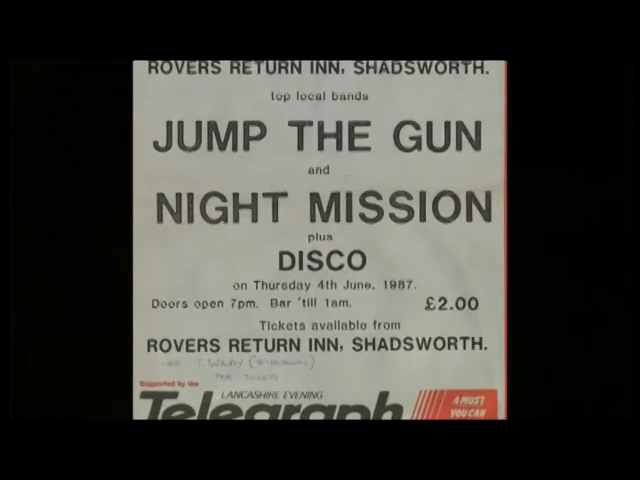 ROVERS RETURN INN, SHADSWORTH.
top local bands
JUMP THE GUN
and
NIGHT MISSION
plus
DISCO
on Thursday 4th June, 1987.
Doors open 7pm. Bar 'till 1am. £2.00
Tickets available from
ROVERS RETURN INN, SHADSWORTH.
FOR TICKETS
Supported by the
LANCASHIRE EVENING
Telegraph
A MUST
YOU CAN